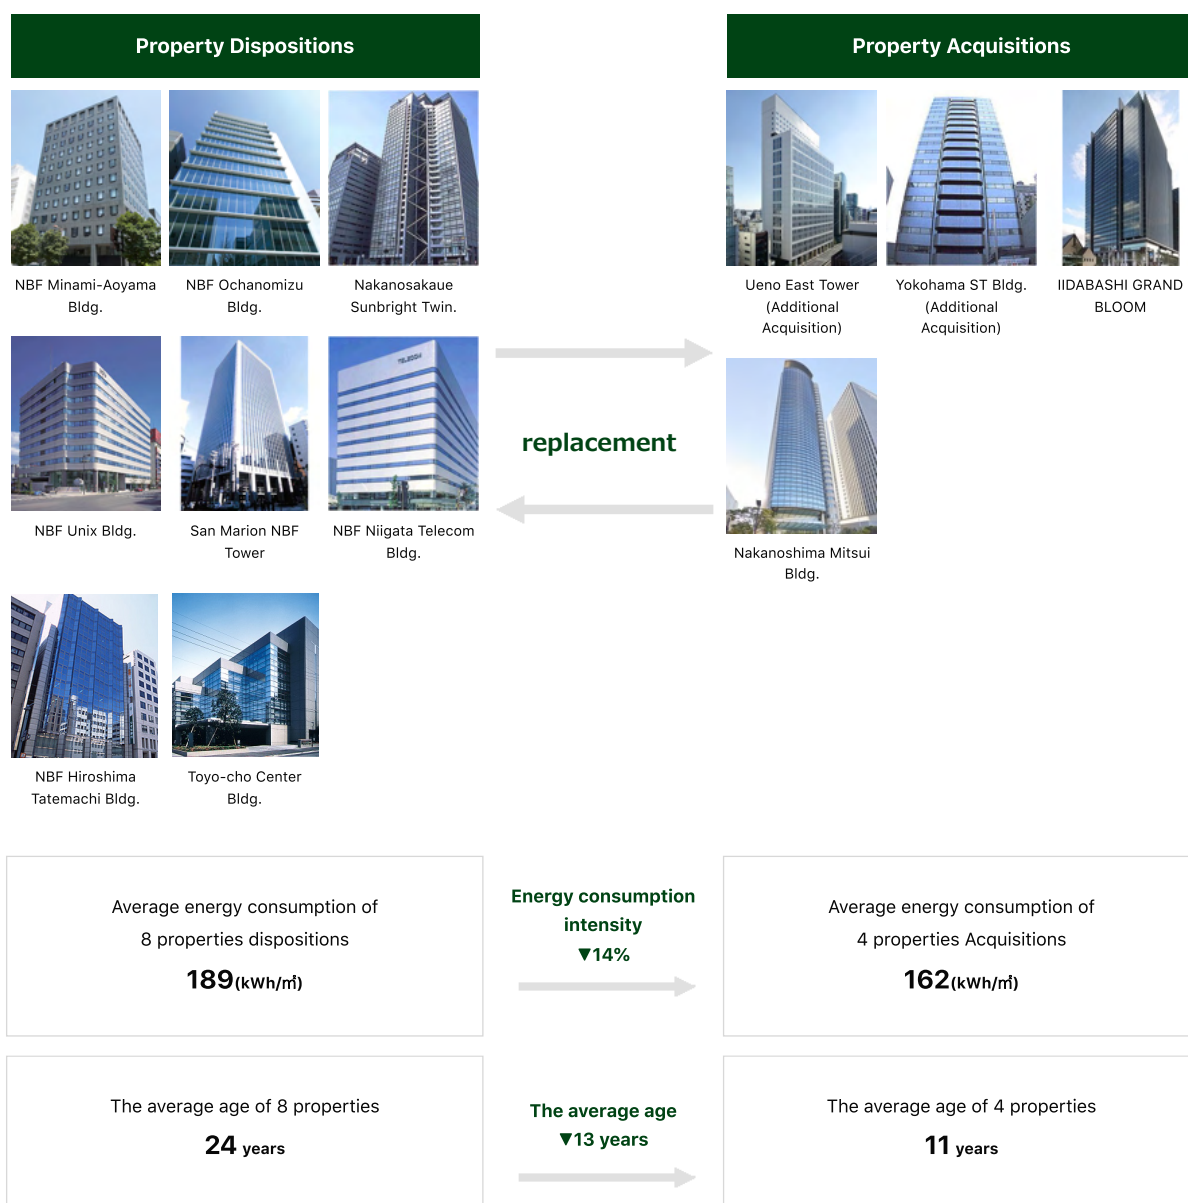 Property Dispositions
Property Acquisitions
NBF Minami-Aoyama
Bldg.
NBF Ochanomizu
Bldg.
Nakanosakaue
Sunbright Twin.
Ueno East Tower
(Additional
Acquisition)
Yokohama ST Bldg.
(Additional
Acquisition)
IIDABASHI GRAND
BLOOM
TELECOM
replacement
NBF Unix Bldg.
San Marion NBF
Tower
NBF Niigata Telecom
Bldg.
Nakanoshima Mitsui
Bldg.
NBF Hiroshima
Tatemachi Bldg.
Toyo-cho Center
Bldg.
Average energy consumption of
8 properties dispositions
189(kWh/㎡)
Energy consumption
intensity
▼14%
Average energy consumption of
4 properties Acquisitions
162(kWh/㎡)
The average age of 8 properties
24 years
The average age
▼13 years
The average age of 4 properties
11 years